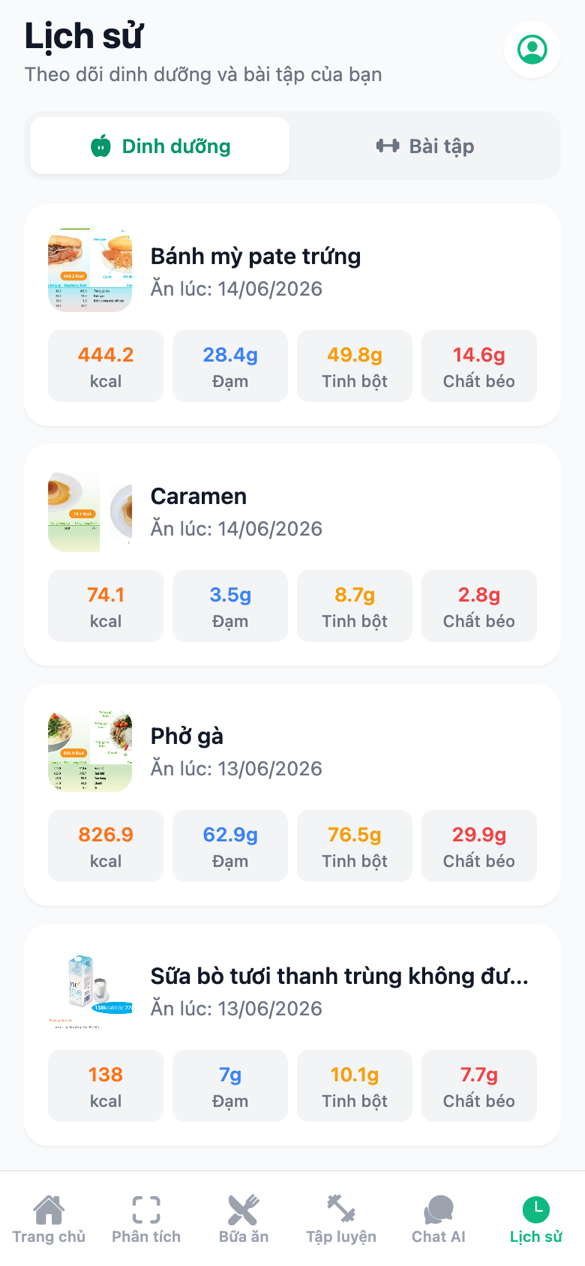 Lịch sử
Theo dõi dinh dưỡng và bài tập của bạn
Dinh dưỡng
Bài tập
Bánh mỳ pate trứng
Ăn lúc: 14/06/2026
444.2 28.4g 49.8g 14.6g
kcal Đạm Tinh bột Chất béo
Caramen
Ăn lúc: 14/06/2026
74.1 3.5g 8.7g 2.8g
kcal Đạm Tinh bột Chất béo
Phở gà
Ăn lúc: 13/06/2026
826.9 62.9g 76.5g 29.9g
kcal Đạm Tinh bột Chất béo
Sữa bò tươi thanh trùng không đư...
Ăn lúc: 13/06/2026
138 7g 10.1g 7.7g
kcal Đạm Tinh bột Chất béo
Trang chủ Phân tích Bữa ăn Tập luyện Chat AI Lịch sử